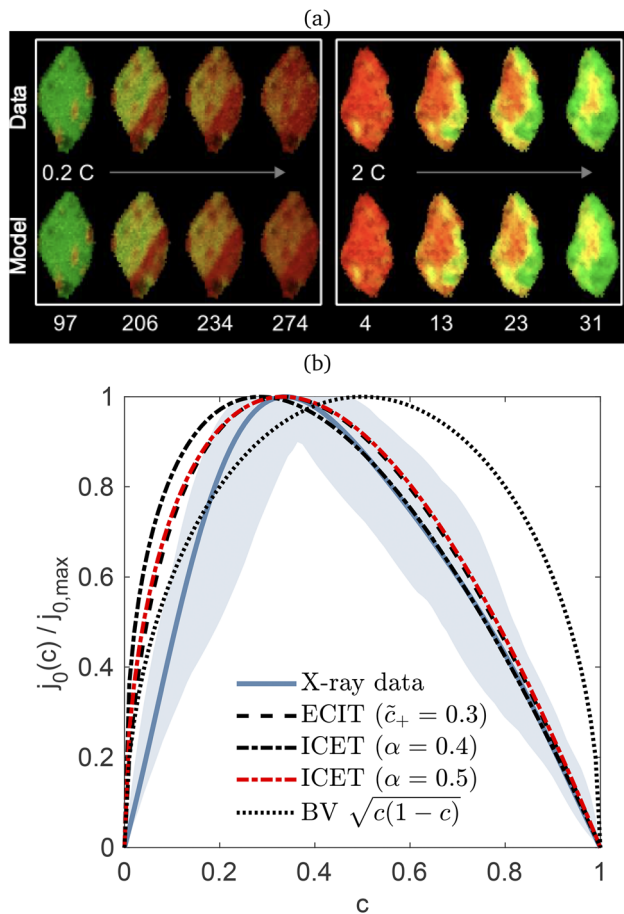 (a)
Data
0.2 C
2 C
Model
97 206 234 274 4 13 23 31
(b)
j₀(c) / j₀,max
1
0.8
0.6
0.4
0.2
0
X-ray data
ECIT (c̃₊ = 0.3)
ICET (α = 0.4)
ICET (α = 0.5)
BV √c(1 − c)
0 0.2 0.4 0.6 0.8 1
c